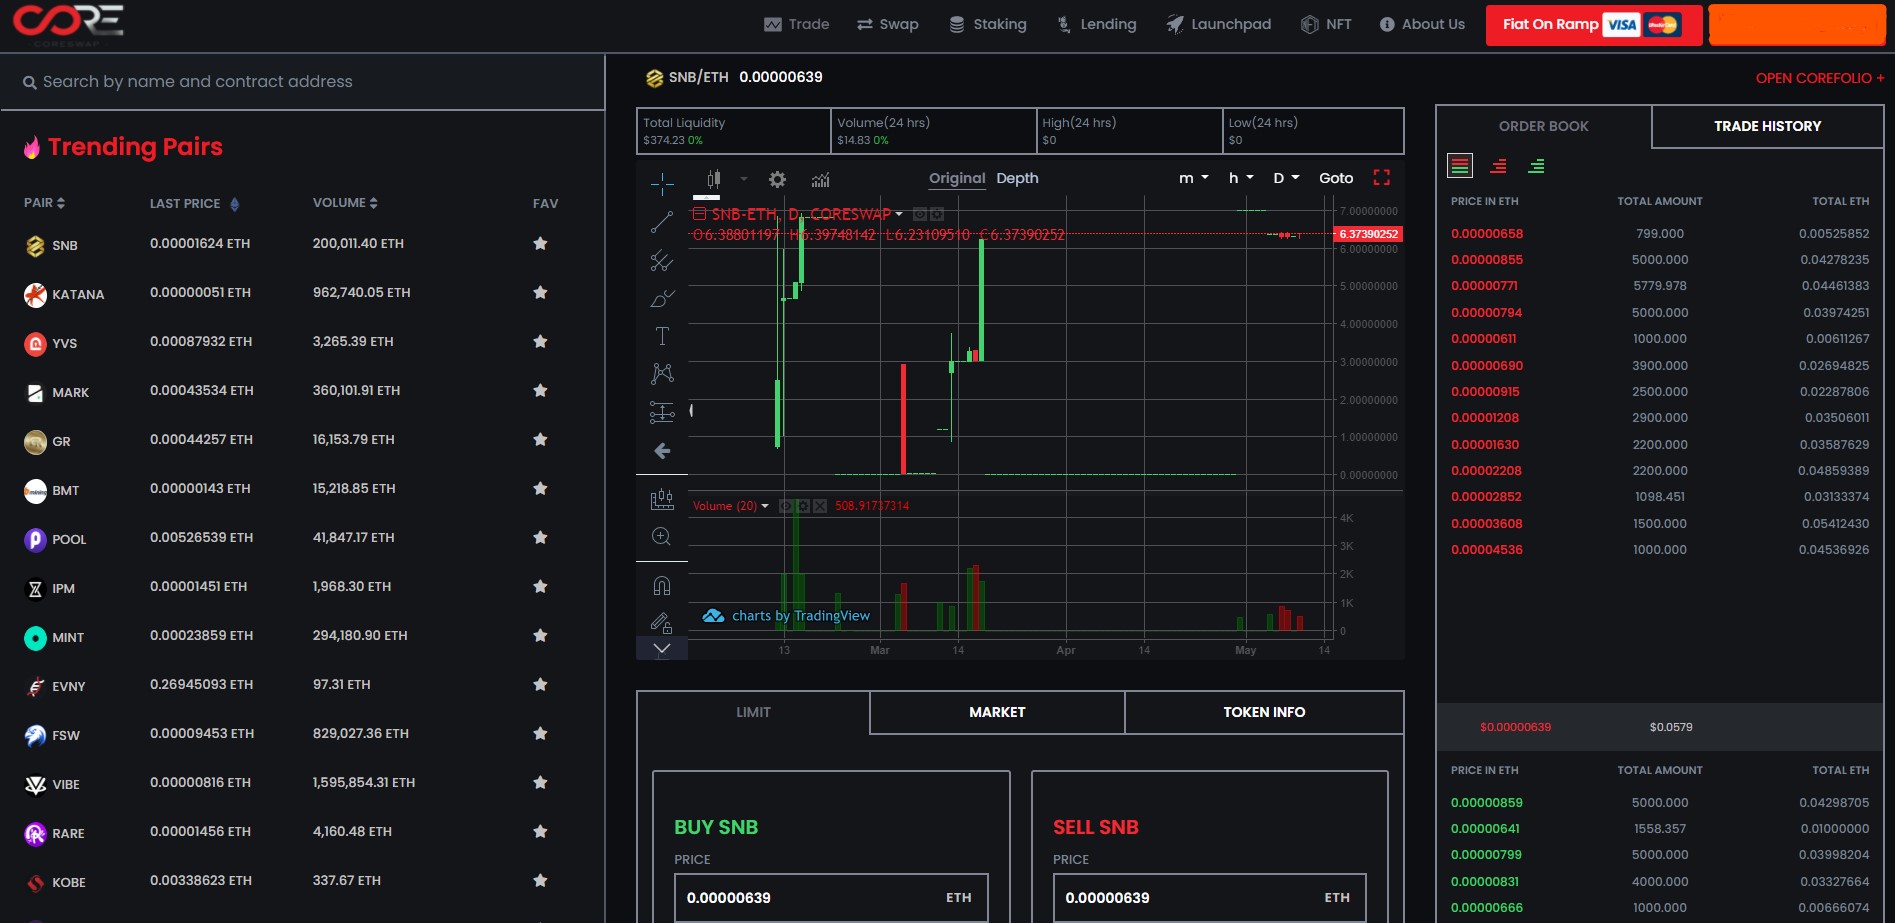 CORE
CORESWAP
Trade Swap Staking Lending Launchpad NFT About Us Fiat On Ramp VISA MasterCard
Search by name and contract address
Trending Pairs
PAIR LAST PRICE VOLUME FAV
SNB 0.00001624 ETH 200,011.40 ETH
KATANA 0.00000051 ETH 962,740.05 ETH
YVS 0.00087932 ETH 3,265.39 ETH
MARK 0.00043534 ETH 360,101.91 ETH
GR 0.00044257 ETH 16,153.79 ETH
BMT 0.00000143 ETH 15,218.85 ETH
POOL 0.00526539 ETH 41,847.17 ETH
IPM 0.00001451 ETH 1,968.30 ETH
MINT 0.00023859 ETH 294,180.90 ETH
EVNY 0.26945093 ETH 97.31 ETH
FSW 0.00009453 ETH 829,027.36 ETH
VIBE 0.00000816 ETH 1,595,854.31 ETH
RARE 0.00001456 ETH 4,160.48 ETH
KOBE 0.00338623 ETH 337.67 ETH
SNB/ETH 0.00000639
OPEN COREFOLIO +
Total Liquidity Volume(24 hrs) High(24 hrs) Low(24 hrs)
$374.23 0% $14.83 0% $0 $0
Original Depth m h D Goto
SNB-ETH, D, CORESWAP
O6.38801197 H6.39748142 L6.23109510 C6.37390252
7.00000000
6.37390252
6.00000000
5.00000000
4.00000000
3.00000000
2.00000000
1.00000000
0.00000000
Volume (20) 508.91737314
4K
3K
2K
1K
0
charts by TradingView
13 Mar 14 Apr 14 May 14
LIMIT MARKET TOKEN INFO
BUY SNB
PRICE
0.00000639 ETH
SELL SNB
PRICE
0.00000639 ETH
ORDER BOOK TRADE HISTORY
PRICE IN ETH TOTAL AMOUNT TOTAL ETH
0.00000658 799.000 0.00525852
0.00000855 5000.000 0.04278235
0.00000771 5779.978 0.04461383
0.00000794 5000.000 0.03974251
0.00000611 1000.000 0.00611267
0.00000690 3900.000 0.02694825
0.00000915 2500.000 0.02287806
0.00001208 2900.000 0.03506011
0.00001630 2200.000 0.03587629
0.00002208 2200.000 0.04859389
0.00002852 1098.451 0.03133374
0.00003608 1500.000 0.05412430
0.00004536 1000.000 0.04536926
$0.00000639 $0.0579
PRICE IN ETH TOTAL AMOUNT TOTAL ETH
0.00000859 5000.000 0.04298705
0.00000641 1558.357 0.01000000
0.00000799 5000.000 0.03998204
0.00000831 4000.000 0.03327664
0.00000666 1000.000 0.00666074